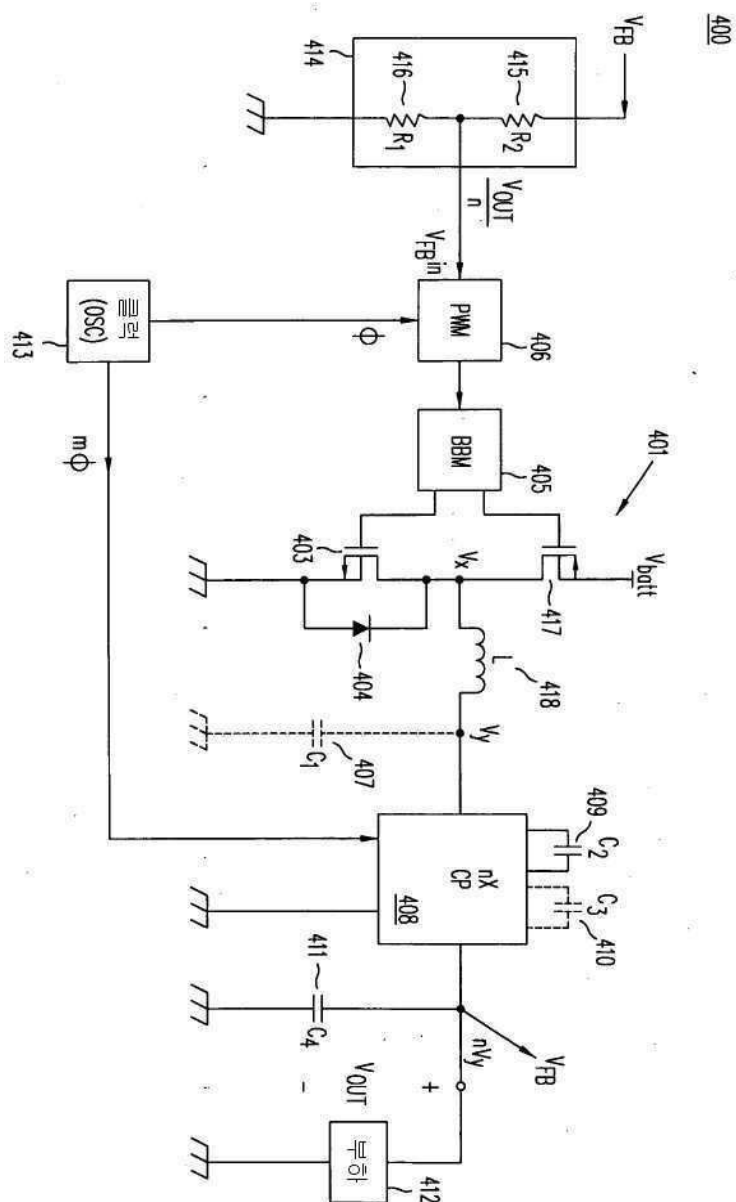 400
V_FB
415
R₂
416
R₁
414
V_OUT
n
V_FB in
PWM
406
Φ
클럭
(OSC)
413
mΦ
BBM
405
401
V_batt
417
403
V_x
404
L
418
V_y
C₁
407
C₂
409
C₃
410
nX
CP
408
411
C₄
nV_y
V_FB
+
V_OUT
-
부하
412